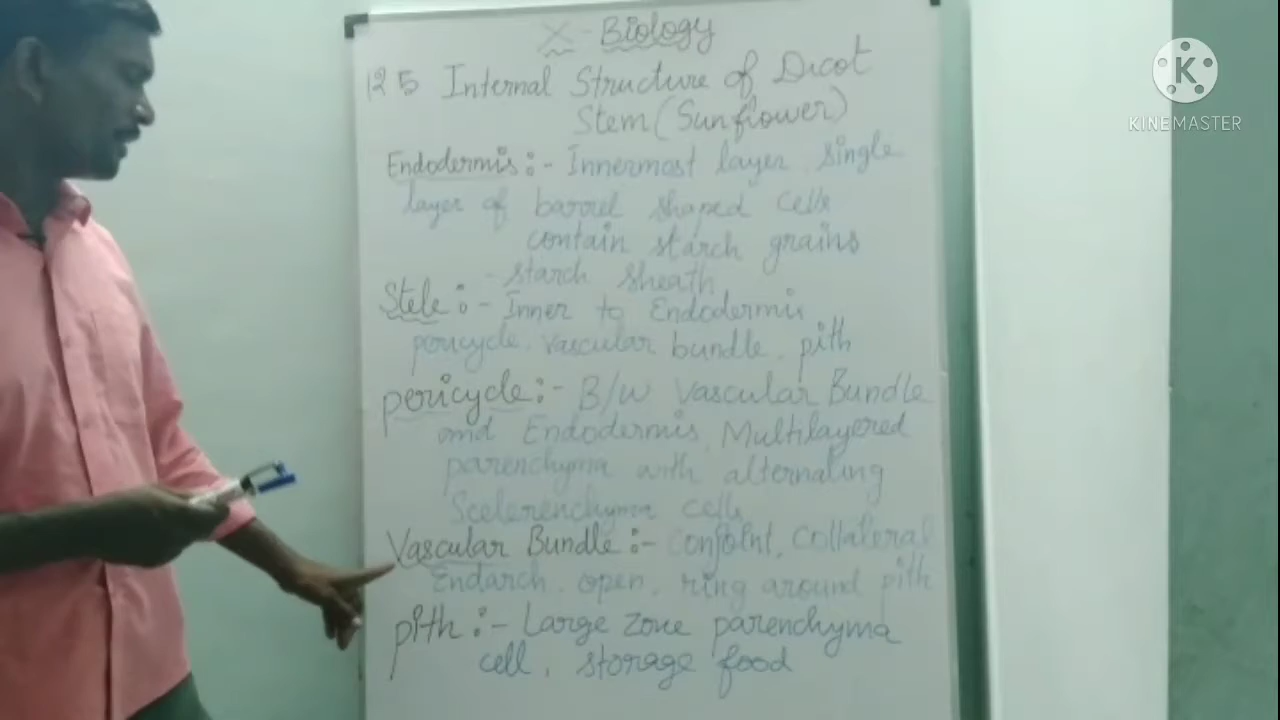 X - Biology
12 5 Internal Structure of Dicot
Stem (Sunflower)
Endodermis :- Innermost layer, single
layer of barrel shaped cells
contain starch grains
- starch sheath
Stele :- Inner to Endodermis
pericycle, vascular bundle, pith
pericycle :- B/w Vascular Bundle
and Endodermis, Multilayered
parenchyma with alternating
Scelerenchyma cells
Vascular Bundle :- Conjoint, Collateral
Endarch, open, ring around pith
pith :- Large zone parenchyma
cell, storage food
K
KINEMASTER